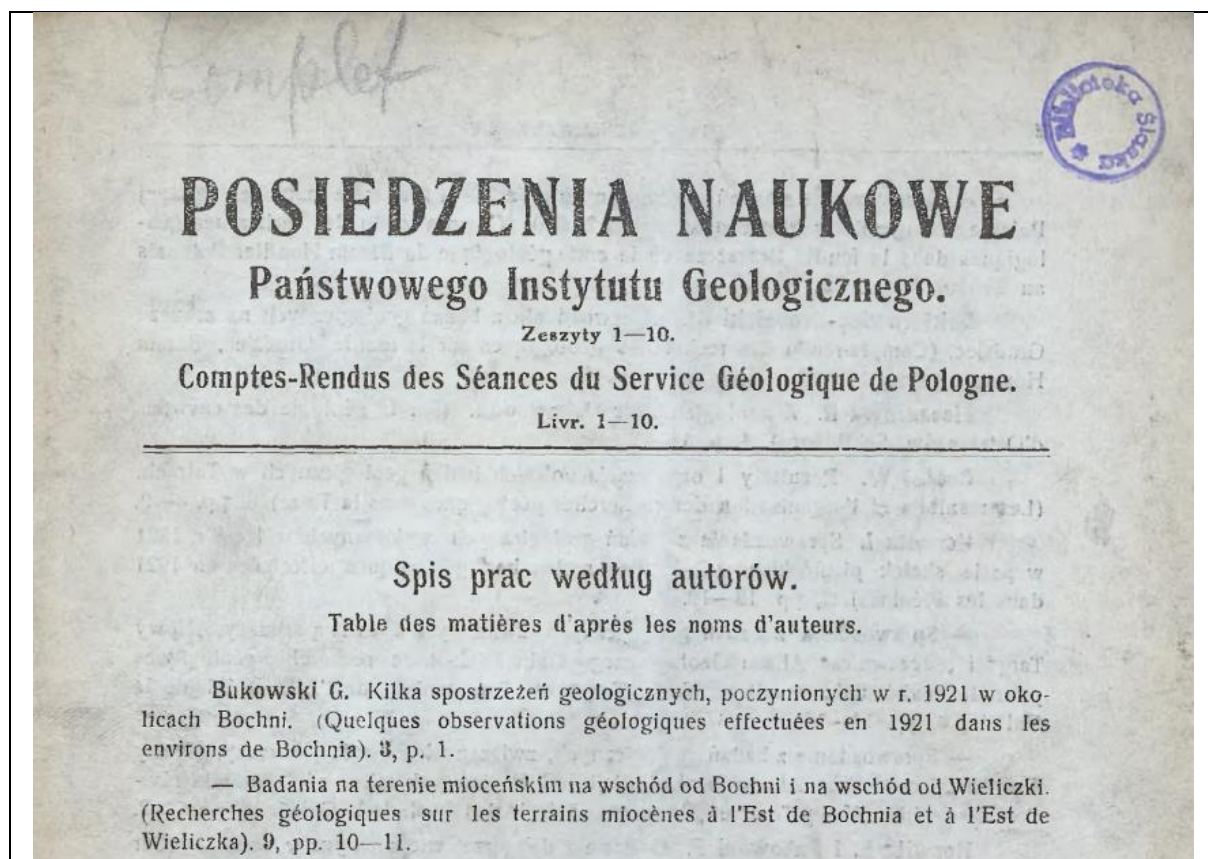 Komplet
Biblioteka Śląska
POSIEDZENIA NAUKOWE
Państwowego Instytutu Geologicznego.
Zeszyty 1—10.
Comptes-Rendus des Séances du Service Géologique de Pologne.
Livr. 1—10.
Spis prac według autorów.
Table des matières d'après les noms d'auteurs.
Bukowski G. Kilka spostrzeżeń geologicznych, poczynionych w r. 1921 w oko-
licach Bochni. (Quelques observations géologiques effectuées en 1921 dans les
environs de Bochnia). 3, p. 1.
— Badania na terenie mioceńskim na wschód od Bochni i na wschód od Wieliczki.
(Recherches géologiques sur les terrains miocènes à l'Est de Bochnia et à l'Est de
Wieliczka). 9, pp. 10—11.